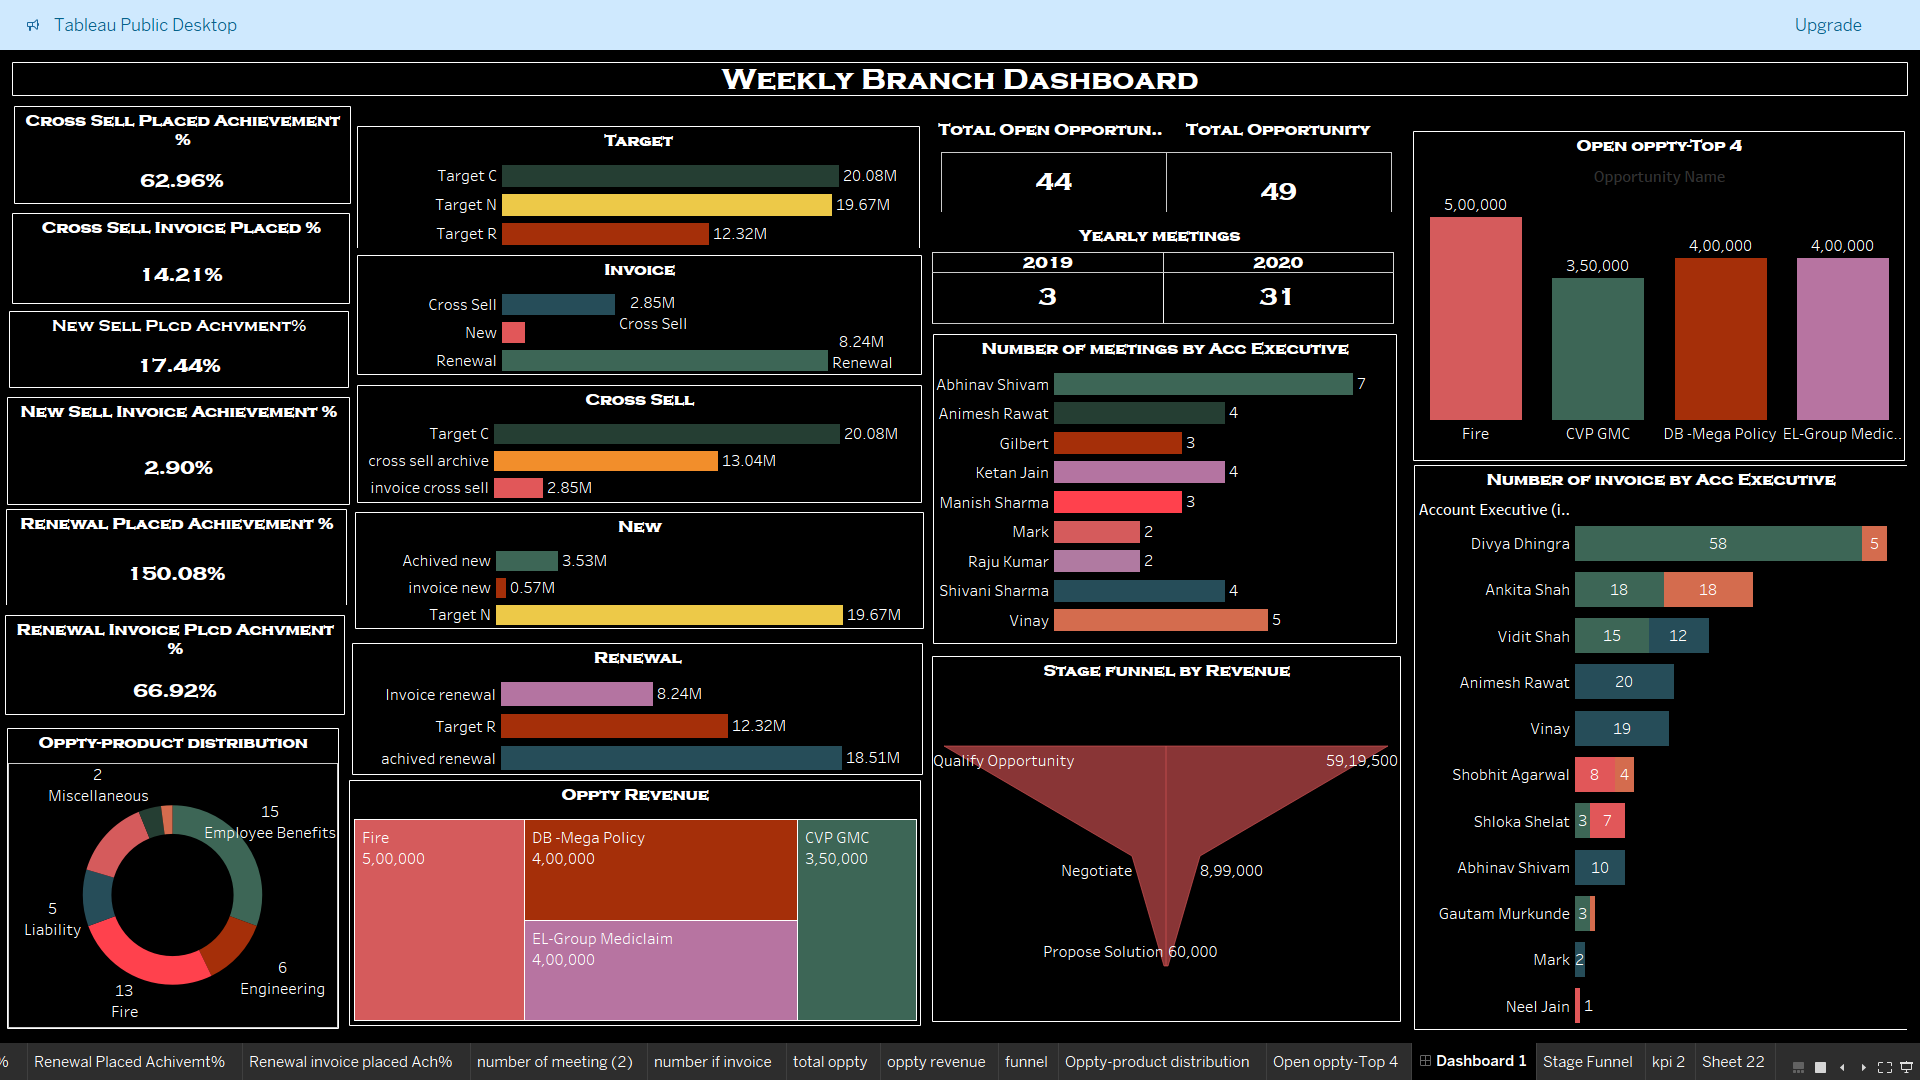 Tableau Public Desktop
Upgrade
Weekly Branch Dashboard
Cross Sell Placed Achievement
%
62.96%
Cross Sell Invoice Placed %
14.21%
New Sell Plcd Achvment%
17.44%
New Sell Invoice Achievement %
2.90%
Renewal Placed Achievement %
150.08%
Renewal Invoice Plcd Achvment
%
66.92%
Oppty-product distribution
2
Miscellaneous
15
Employee Benefits
5
Liability
6
Engineering
13
Fire
Target
Target C 20.08M
Target N 19.67M
Target R 12.32M
Invoice
Cross Sell 2.85M
Cross Sell
New
8.24M
Renewal Renewal
Cross Sell
Target C 20.08M
cross sell archive 13.04M
invoice cross sell 2.85M
New
Achived new 3.53M
invoice new 0.57M
Target N 19.67M
Renewal
Invoice renewal 8.24M
Target R 12.32M
achived renewal 18.51M
Oppty Revenue
Fire
5,00,000
DB -Mega Policy
4,00,000
EL-Group Mediclaim
4,00,000
CVP GMC
3,50,000
Total Open Opportun.. Total Opportunity
44 49
Yearly meetings
2019 2020
3 31
Number of meetings by Acc Executive
Abhinav Shivam 7
Animesh Rawat 4
Gilbert 3
Ketan Jain 4
Manish Sharma 3
Mark 2
Raju Kumar 2
Shivani Sharma 4
Vinay 5
Stage funnel by Revenue
Qualify Opportunity 59,19,500
Negotiate 8,99,000
Propose Solution 60,000
Open oppty-Top 4
Opportunity Name
5,00,000
3,50,000
4,00,000
4,00,000
Fire CVP GMC DB -Mega Policy EL-Group Medic..
Number of invoice by Acc Executive
Account Executive (i..
Divya Dhingra 58 5
Ankita Shah 18 18
Vidit Shah 15 12
Animesh Rawat 20
Vinay 19
Shobhit Agarwal 8 4
Shloka Shelat 3 7
Abhinav Shivam 10
Gautam Murkunde 3
Mark 2
Neel Jain 1
% Renewal Placed Achivemt% Renewal invoice placed Ach% number of meeting (2) number if invoice total oppty oppty revenue funnel Oppty-product distribution Open oppty-Top 4 Dashboard 1 Stage Funnel kpi 2 Sheet 22